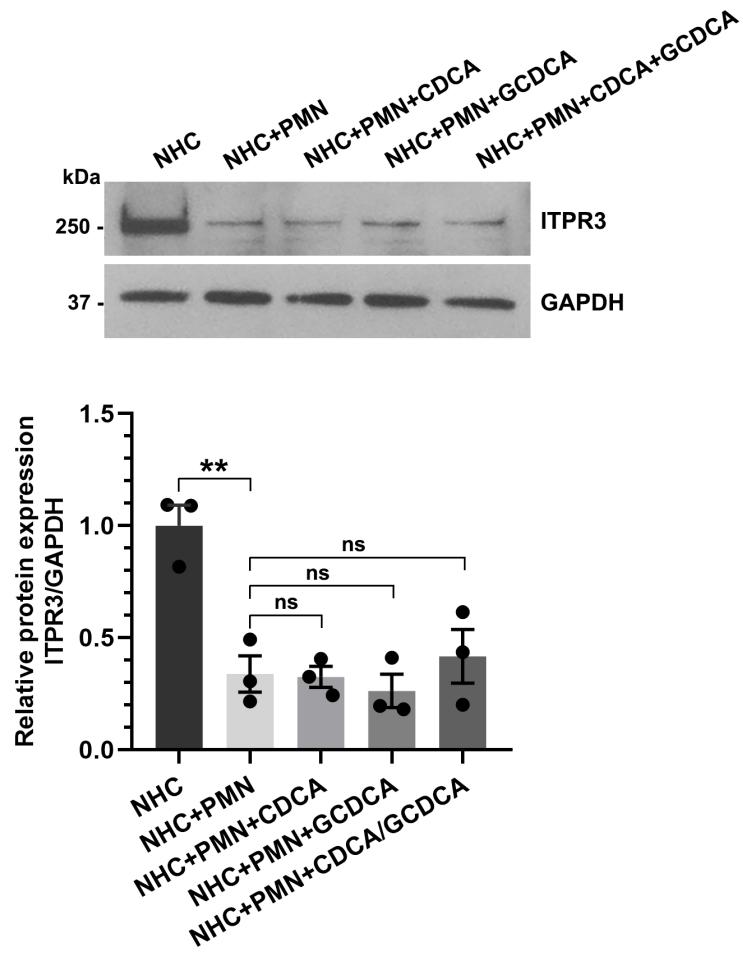 NHC
NHC+PMN
NHC+PMN+CDCA
NHC+PMN+GCDCA
NHC+PMN+CDCA+GCDCA
kDa
250 -
ITPR3
37 -
GAPDH
Relative protein expression
ITPR3/GAPDH
1.5
1.0
0.5
0.0
**
ns
ns
ns
NHC
NHC+PMN
NHC+PMN+CDCA
NHC+PMN+GCDCA
NHC+PMN+CDCA/GCDCA